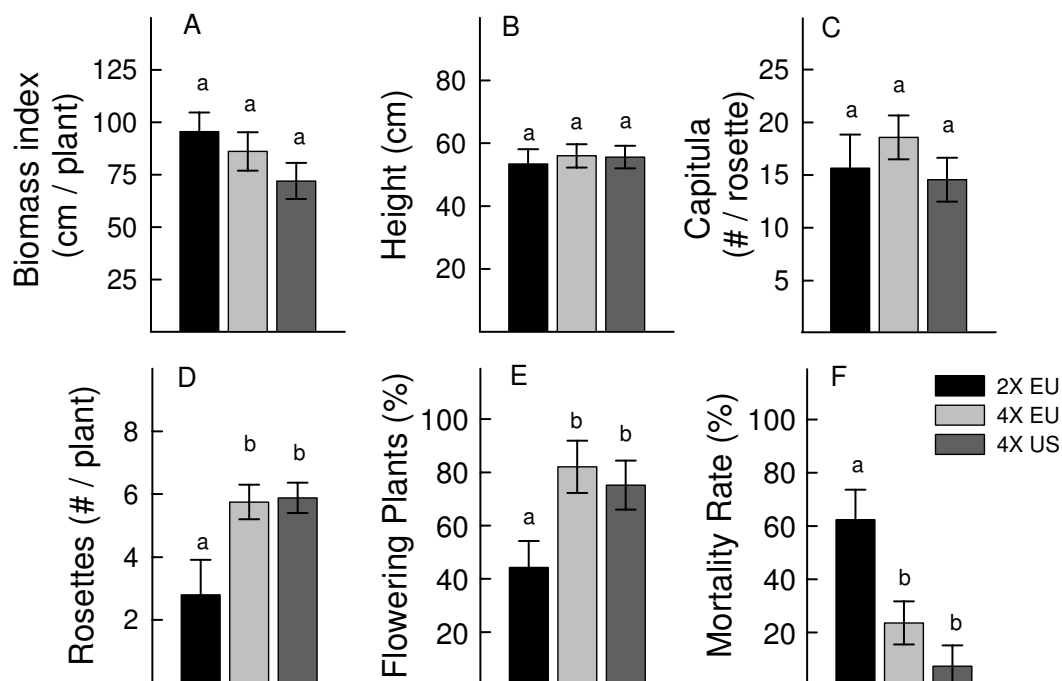 A
Biomass index
(cm / plant)
125
100
75
50
25
a
a
a
B
Height (cm)
80
60
40
20
a
a
a
C
Capitula
(# / rosette)
25
20
15
10
5
a
a
a
D
Rosettes (# / plant)
8
6
4
2
a
b
b
E
Flowering Plants (%)
100
80
60
40
20
a
b
b
F
Mortality Rate (%)
100
80
60
40
20
a
b
b
2X EU
4X EU
4X US